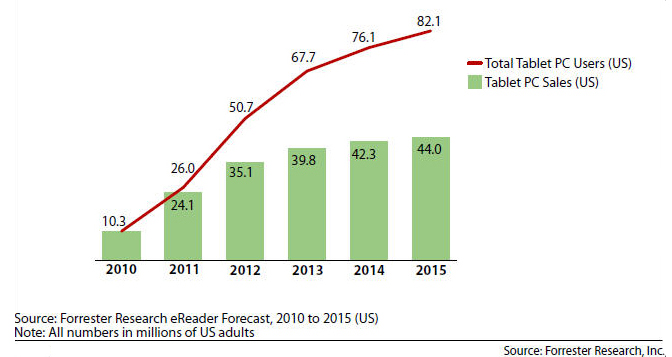 82.1
76.1
67.7
Total Tablet PC Users (US)
Tablet PC Sales (US)
50.7
26.0
35.1
39.8
42.3
44.0
24.1
10.3
2010 2011 2012 2013 2014 2015
Source: Forrester Research eReader Forecast, 2010 to 2015 (US)
Note: All numbers in millions of US adults
Source: Forrester Research, Inc.